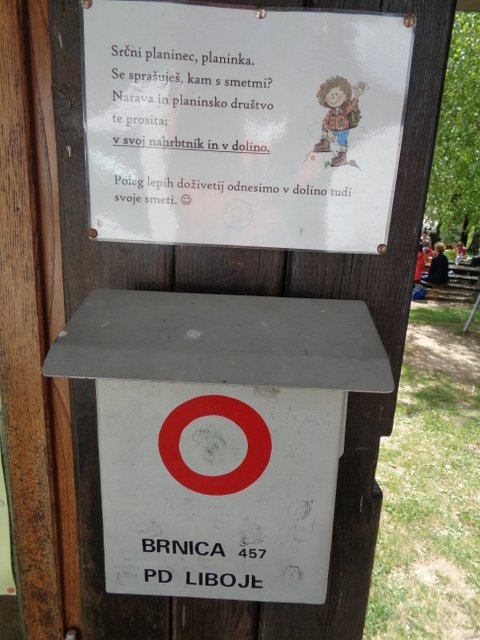 Srčni planinec, planinka.
Se sprašuješ, kam s smetmi?
Narava in planinsko društvo
te prosita:
v svoj nahrbtnik in v dolino.
Poleg lepih doživetij odnesimo v dolino tudi
svoje smeti. ☺
BRNICA 457
PD LIBOJE